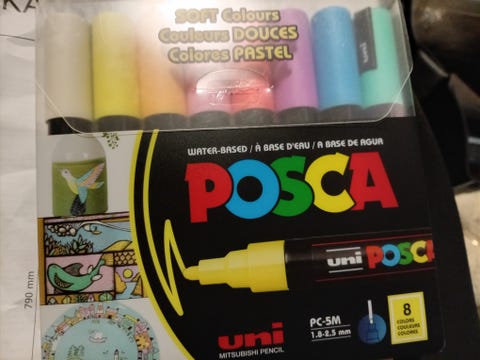 SOFT Colours
Couleurs DOUCES
Colores PASTEL
WATER-BASED / À BASE D'EAU / A BASE DE AGUA
POSCA
uni POSCA
uni
MITSUBISHI PENCIL
PC-5M
1.8-2.5 mm
8
COLORS
COULEURS
COLORES
790 mm